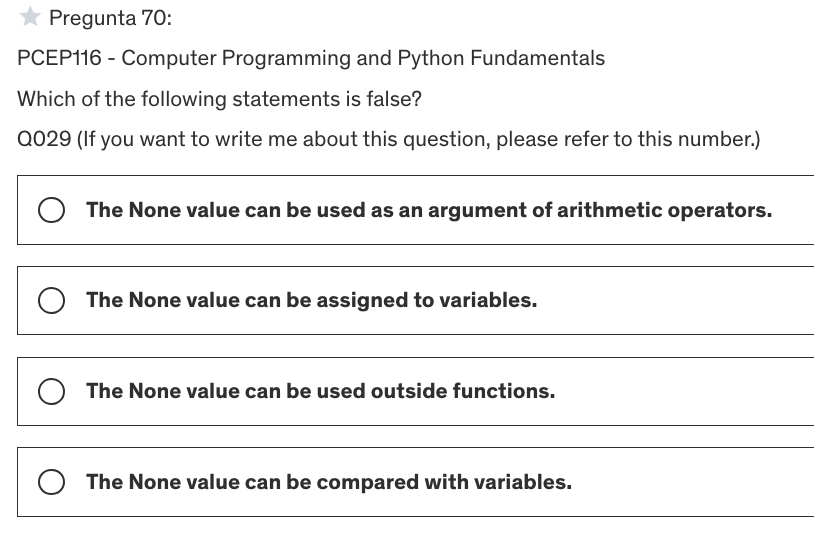 Pregunta 70:
PCEP116 - Computer Programming and Python Fundamentals
Which of the following statements is false?
Q029 (If you want to write me about this question, please refer to this number.)
The None value can be used as an argument of arithmetic operators.
The None value can be assigned to variables.
The None value can be used outside functions.
The None value can be compared with variables.